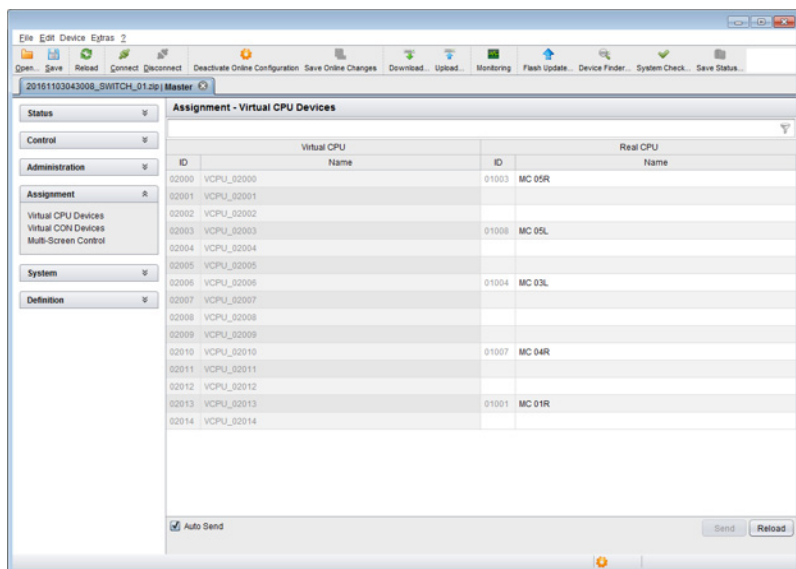 File Edit Device Extras ?
Open... Save Reload Connect Disconnect Deactivate Online Configuration Save Online Changes Download... Upload... Monitoring Flash Update... Device Finder... System Check... Save Status...
20161103043008_SWITCH_01.zip | Master
Status
Control
Administration
Assignment
Virtual CPU Devices
Virtual CON Devices
Multi-Screen Control
System
Definition
Assignment - Virtual CPU Devices
Virtual CPU Real CPU
ID Name ID Name
02000 VCPU_02000 01003 MC 05R
02001 VCPU_02001
02002 VCPU_02002
02003 VCPU_02003 01008 MC 05L
02004 VCPU_02004
02005 VCPU_02005
02006 VCPU_02006 01004 MC 03L
02007 VCPU_02007
02008 VCPU_02008
02009 VCPU_02009
02010 VCPU_02010 01007 MC 04R
02011 VCPU_02011
02012 VCPU_02012
02013 VCPU_02013 01001 MC 01R
02014 VCPU_02014
Auto Send Send Reload